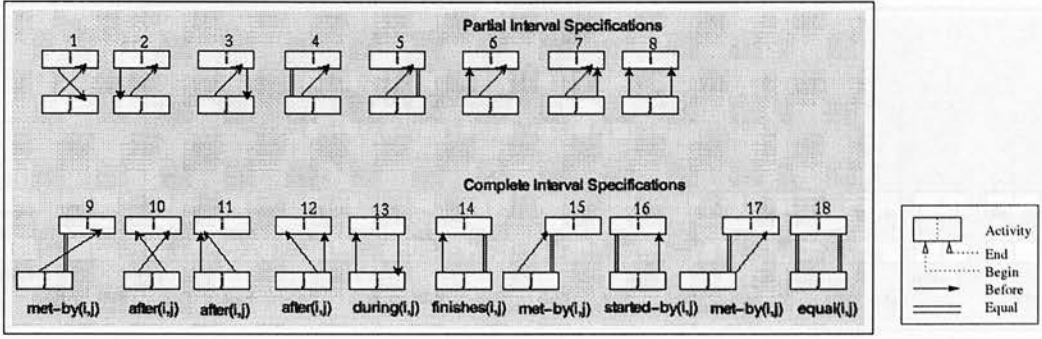 Partial Interval Specifications
1 2 3 4 5 6 7 8
Complete Interval Specifications
9 10 11 12 13 14 15 16 17 18
met-by(i,j) after(i,j) after(i,j) after(i,j) during(i,j) finishes(i,j) met-by(i,j) started-by(i,j) met-by(i,j) equal(i,j)
Activity
End
Begin
Before
Equal